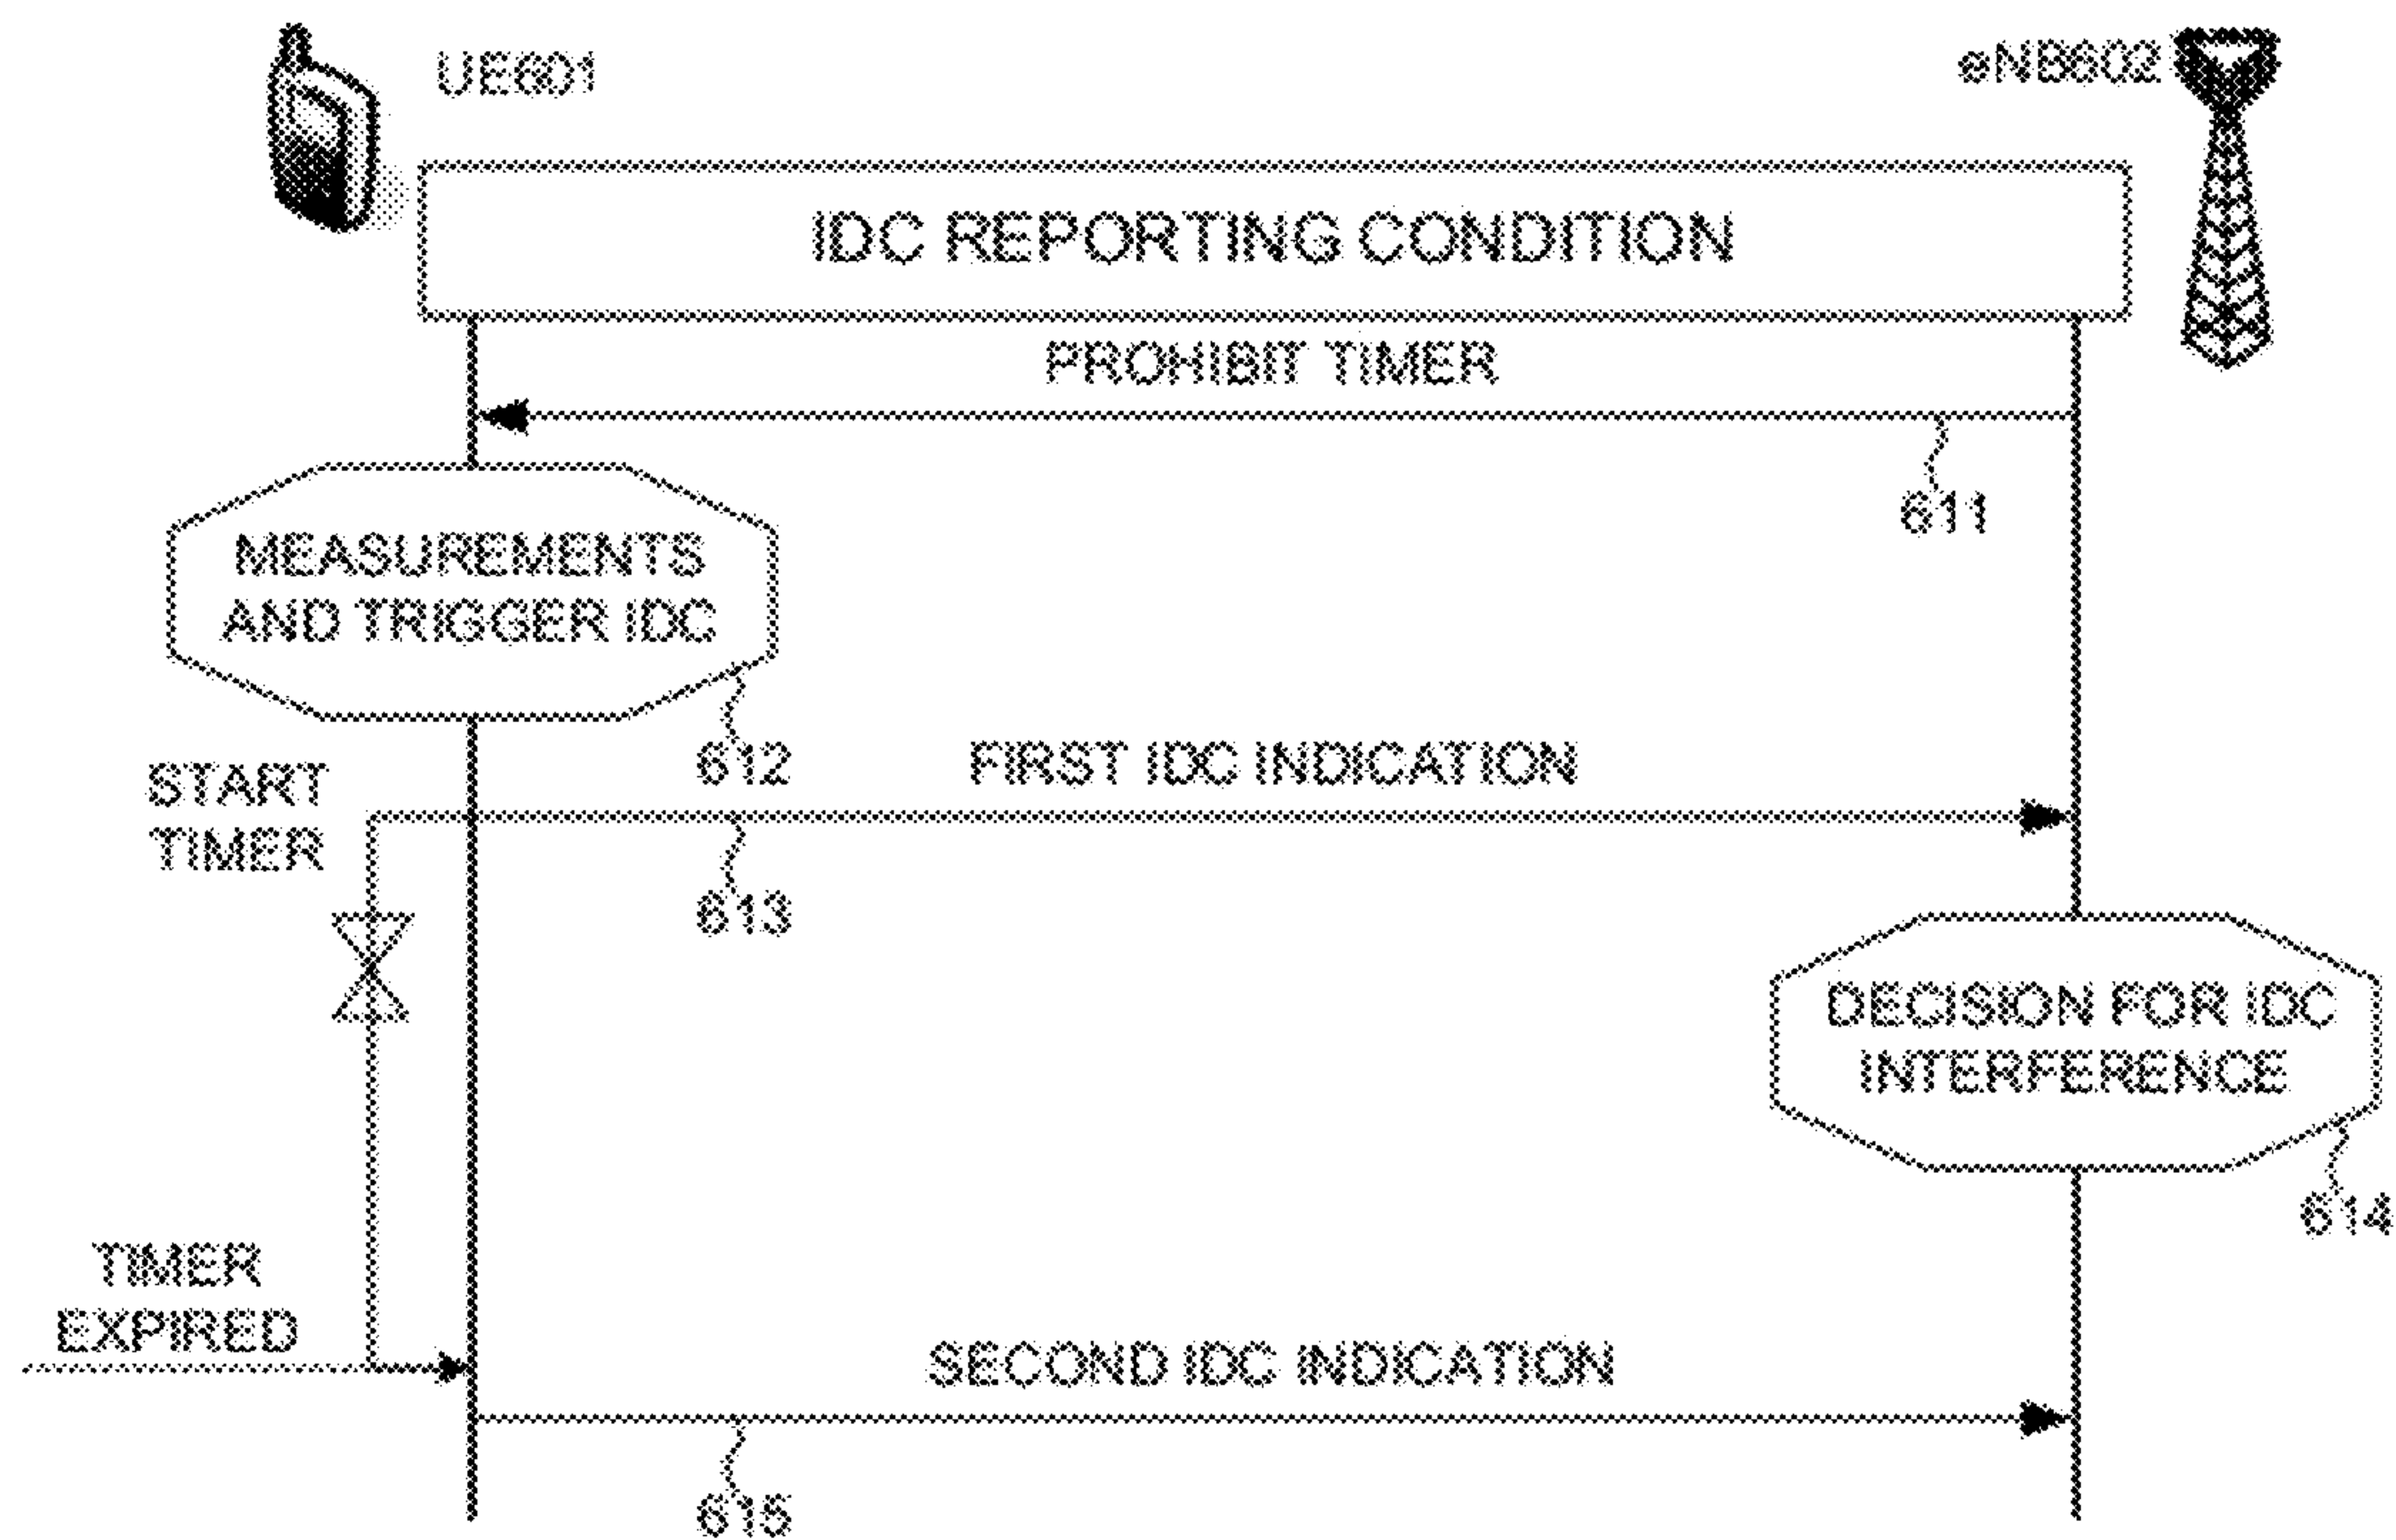 UE601
eNB602
IDC REPORTING CONDITION
PROHIBIT TIMER
611
MEASUREMENTS
AND TRIGGER IDC
612
START
TIMER
FIRST IDC INDICATION
613
DECISION FOR IDC
INTERFERENCE
614
TIMER
EXPIRED
SECOND IDC INDICATION
615